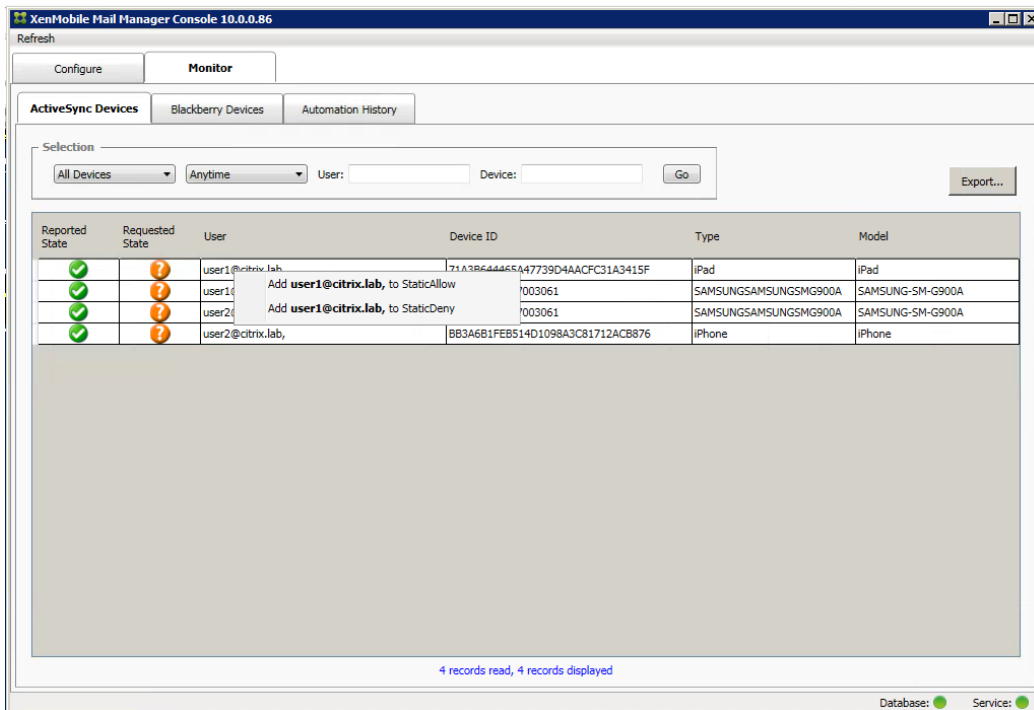 XenMobile Mail Manager Console 10.0.0.86
Refresh
Configure Monitor
ActiveSync Devices Blackberry Devices Automation History
Selection
All Devices Anytime User: Device: Go
Export...
Reported State Requested State User Device ID Type Model
user1@citrix.lab, 71A3B644465A47739D4AACFC31A3415F iPad iPad
Add user1@citrix.lab, to StaticAllow
003061 SAMSUNGSAMSUNGSMG900A SAMSUNG-SM-G900A
Add user1@citrix.lab, to StaticDeny
003061 SAMSUNGSAMSUNGSMG900A SAMSUNG-SM-G900A
user2@citrix.lab, BB3A6B1FEB514D1098A3C81712ACB876 iPhone iPhone
4 records read, 4 records displayed
Database: Service: